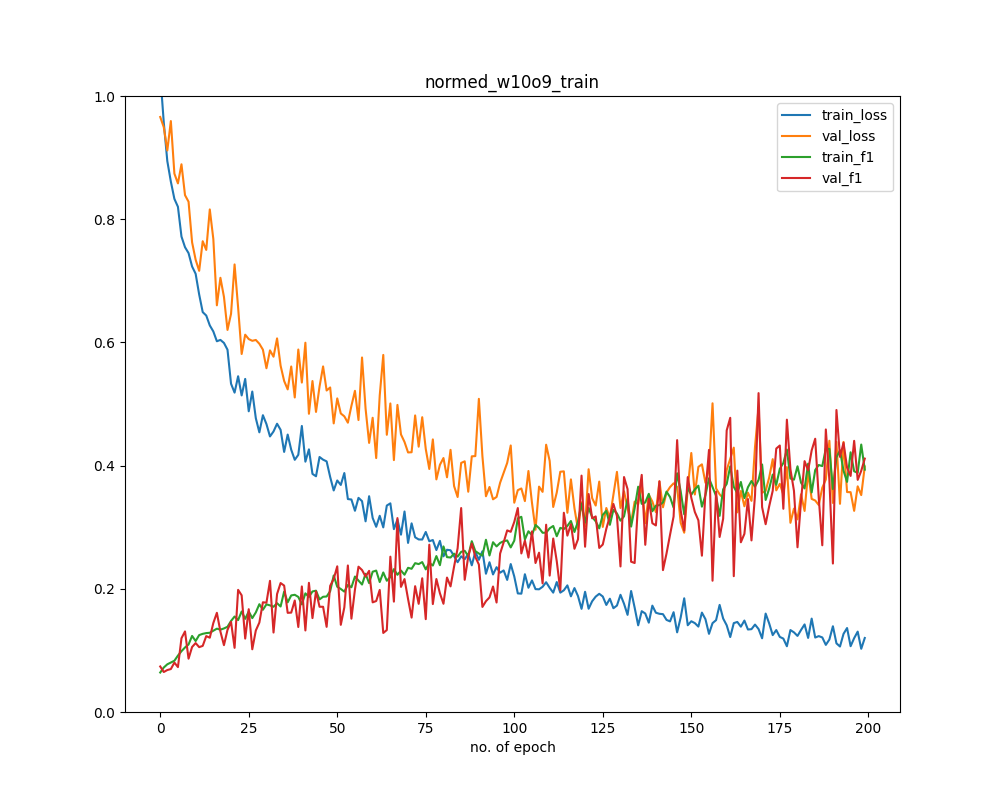 normed_w10o9_train
train_loss
val_loss
train_f1
val_f1
1.0
0.8
0.6
0.4
0.2
0.0
0 25 50 75 100 125 150 175 200
no. of epoch